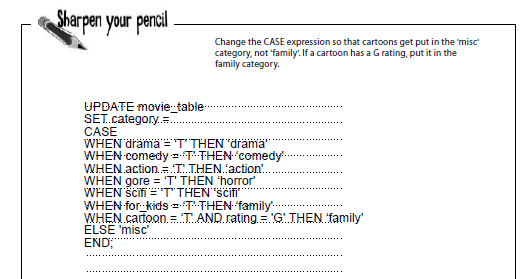 Sharpen your pencil
Change the CASE expression so that cartoons get put in the 'misc'
category, not 'family'. If a cartoon has a G rating, put it in the
family category.
UPDATE movie_table
SET category =
CASE
WHEN drama = 'T' THEN 'drama'
WHEN comedy = 'T' THEN 'comedy'
WHEN action = 'T' THEN 'action'
WHEN gore = 'T' THEN 'horror'
WHEN scifi = 'T' THEN 'scifi'
WHEN for_kids = 'T' THEN 'family'
WHEN cartoon = 'T' AND rating = 'G' THEN 'family'
ELSE 'misc'
END;